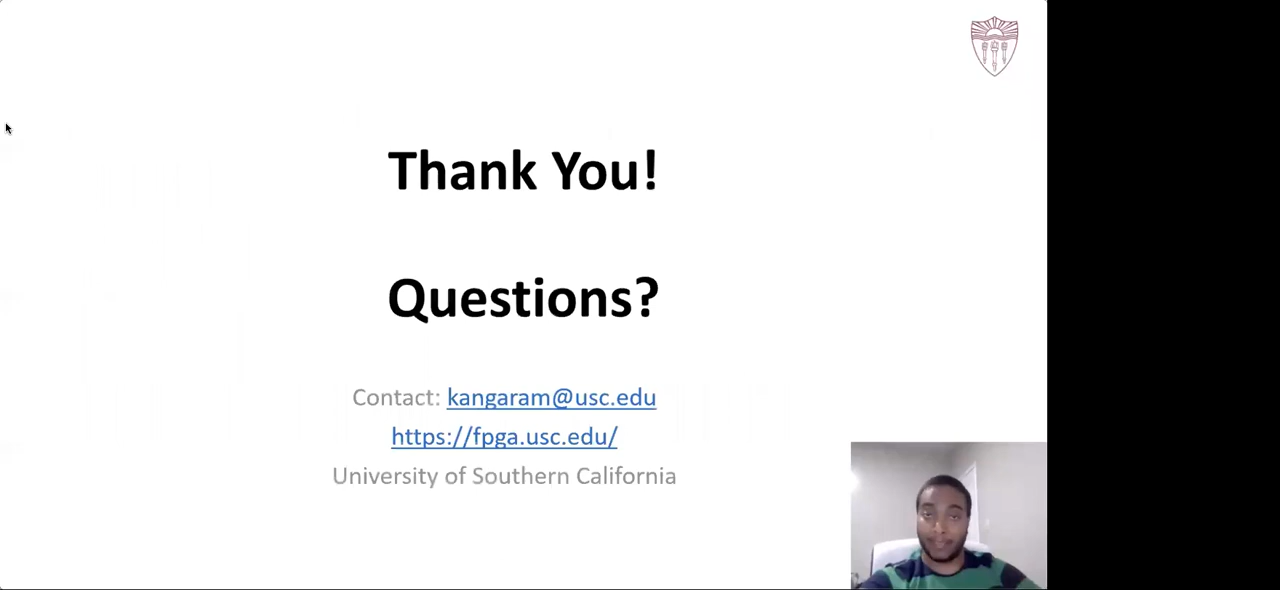 Thank You!
Questions?
Contact: kangaram@usc.edu
https://fpga.usc.edu/
University of Southern California